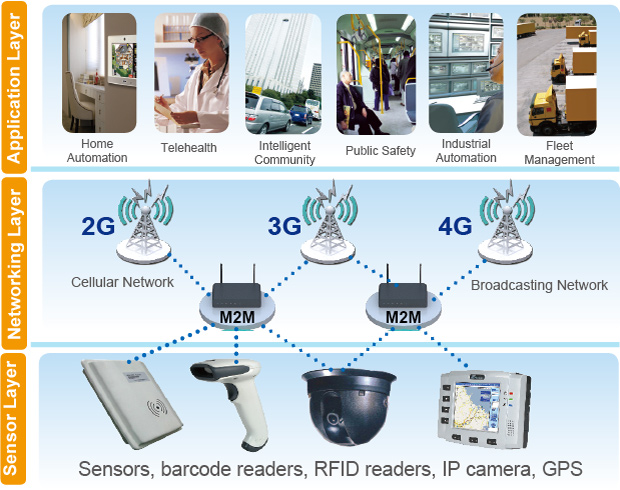 Application Layer
Home
Automation
Telehealth
Intelligent
Community
Public Safety
Industrial
Automation
Fleet
Management
Networking Layer
2G
3G
4G
Cellular Network
Broadcasting Network
M2M
M2M
Sensor Layer
Sensors, barcode readers, RFID readers, IP camera, GPS